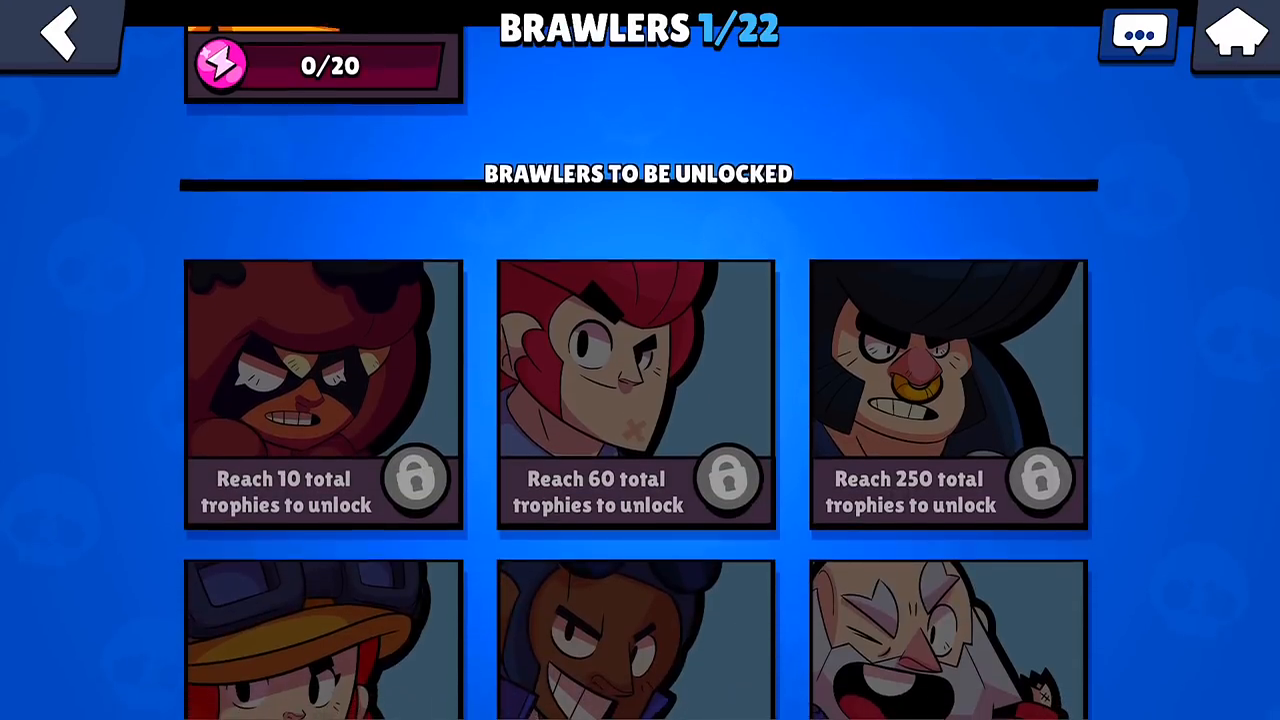 BRAWLERS 1/22
0/20
BRAWLERS TO BE UNLOCKED
Reach 10 total
trophies to unlock
Reach 60 total
trophies to unlock
Reach 250 total
trophies to unlock